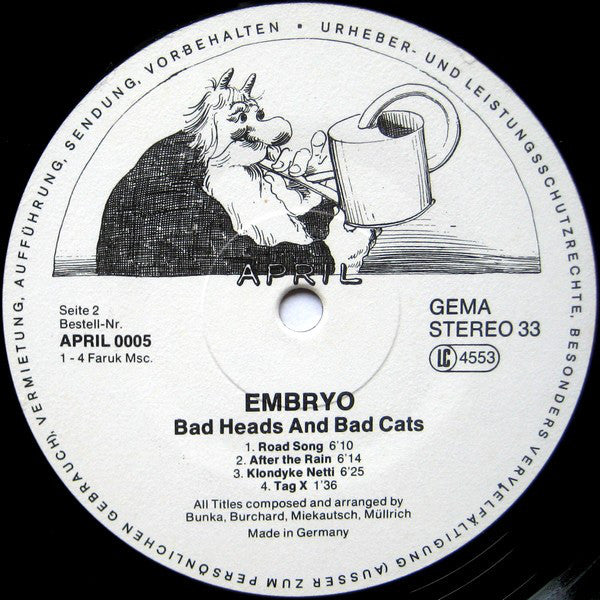 URHEBER- UND LEISTUNGSSCHUTZRECHTE, BESONDERS VERVIELFÄLTIGUNG (AUSSER ZUM PERSÖNLICHEN GEBRAUCH), VERMIETUNG, AUFFÜHRUNG, SENDUNG, VORBEHALTEN •
APRIL
Seite 2
Bestell-Nr.
APRIL 0005
1 - 4 Faruk Msc.
GEMA
STEREO 33
LC 4553
EMBRYO
Bad Heads And Bad Cats
1. Road Song 6'10
2. After the Rain 6'14
3. Klondyke Netti 6'25
4. Tag X 1'36
All Titles composed and arranged by
Bunka, Burchard, Miekautsch, Müllrich
Made in Germany